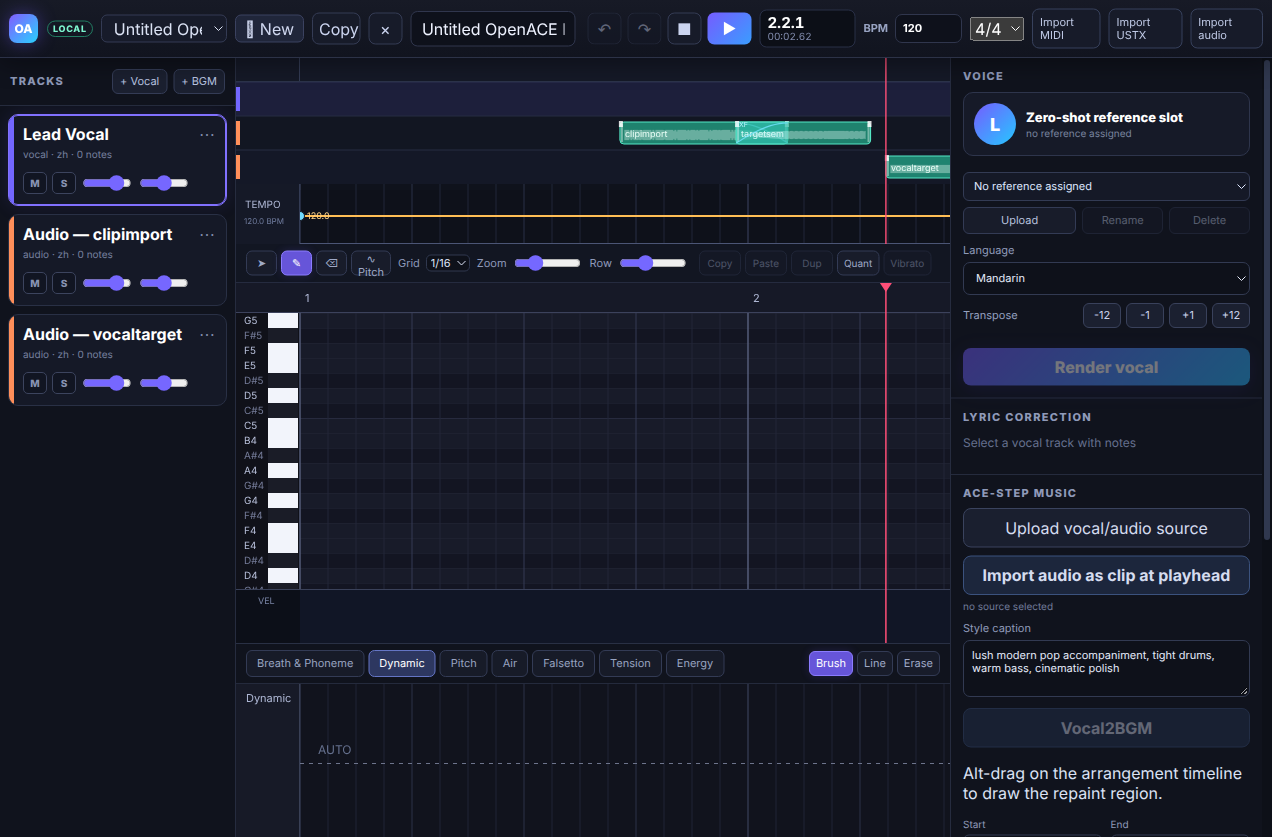 OA LOCAL Untitled Ope New Copy × Untitled OpenACE 2.2.1 00:02.62 BPM 120 4/4 Import MIDI Import USTX Import audio
TRACKS + Vocal + BGM
Lead Vocal ...
vocal · zh · 0 notes
M S
Audio — clipimport ...
audio · zh · 0 notes
M S
Audio — vocaltarget ...
audio · zh · 0 notes
M S
clipimport XF targetsem
vocaltarget
TEMPO
120.0 BPM
120.0
Pitch Grid 1/16 Zoom Row Copy Paste Dup Quant Vibrato
1 2
G5
F#5
F5
E5
D#5
D5
C#5
C5
B4
A#4
A4
G#4
G4
F#4
F4
E4
D#4
D4
VEL
Breath & Phoneme Dynamic Pitch Air Falsetto Tension Energy Brush Line Erase
Dynamic
AUTO
VOICE
L Zero-shot reference slot
no reference assigned
No reference assigned
Upload Rename Delete
Language
Mandarin
Transpose -12 -1 +1 +12
Render vocal
LYRIC CORRECTION
Select a vocal track with notes
ACE-STEP MUSIC
Upload vocal/audio source
Import audio as clip at playhead
no source selected
Style caption
lush modern pop accompaniment, tight drums,
warm bass, cinematic polish
Vocal2BGM
Alt-drag on the arrangement timeline
to draw the repaint region.
Start End